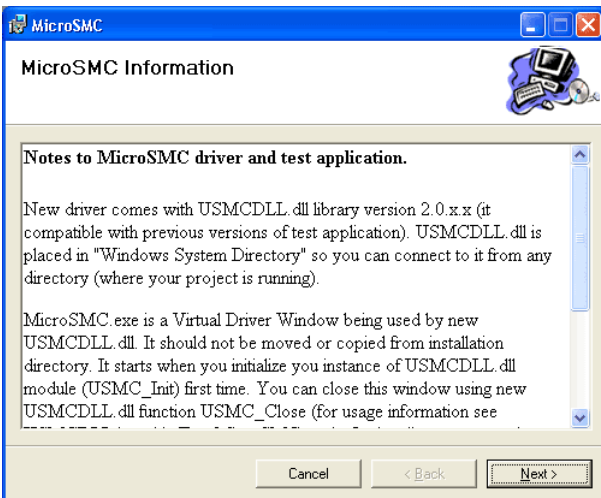 MicroSMC
MicroSMC Information
Notes to MicroSMC driver and test application.
New driver comes with USMCDLL.dll library version 2.0.x.x (it
compatible with previous versions of test application). USMCDLL.dll is
placed in "Windows System Directory" so you can connect to it from any
directory (where your project is running).
MicroSMC.exe is a Virtual Driver Window being used by new
USMCDLL.dll. It should not be moved or copied from installation
directory. It starts when you initialize you instance of USMCDLL.dll
module (USMC_Init) first time. You can close this window using new
USMCDLL.dll function USMC_Close (for usage information see
Cancel
< Back
Next >